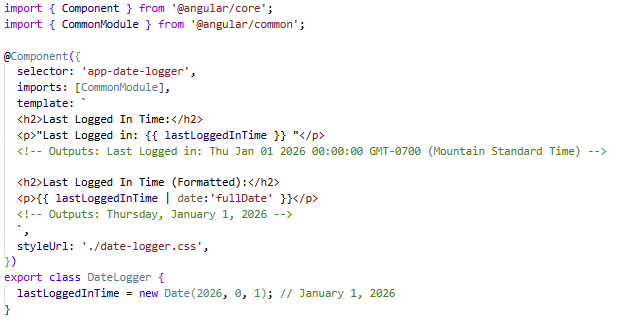 import { Component } from '@angular/core';
import { CommonModule } from '@angular/common';

@Component({
  selector: 'app-date-logger',
  imports: [CommonModule],
  template: `
  <h2>Last Logged In Time:</h2>
  <p>"Last Logged in: {{ lastLoggedInTime }} "</p>
  <!-- Outputs: Last Logged in: Thu Jan 01 2026 00:00:00 GMT-0700 (Mountain Standard Time) -->

  <h2>Last Logged In Time (Formatted):</h2>
  <p>{{ lastLoggedInTime | date:'fullDate' }}</p>
  <!-- Outputs: Thursday, January 1, 2026 -->
  `,
  styleUrl: './date-logger.css',
})
export class DateLogger {
  lastLoggedInTime = new Date(2026, 0, 1); // January 1, 2026
}